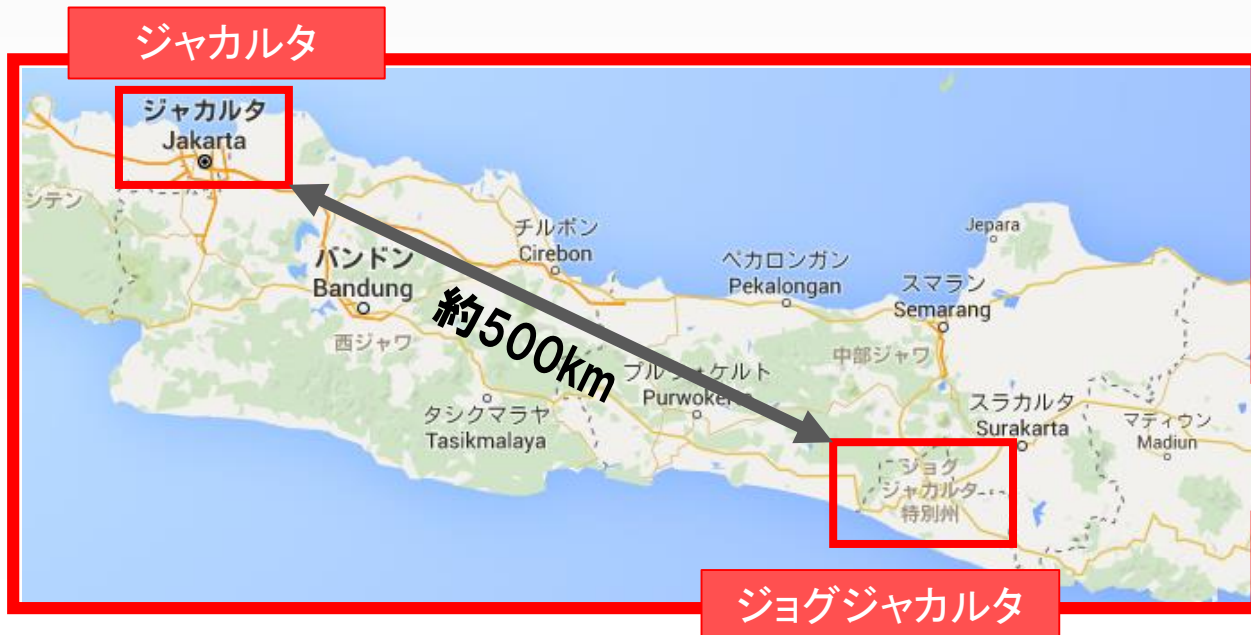 ジャカルタ
ジャカルタ
Jakarta
シテン
チルボン
Cirebon
Jepara
バンドン
Bandung
ペカロンガン
Pekalongan
スマラン
Semarang
約500km
西ジャワ
中部ジャワ
タシクマラヤ
Tasikmalaya
スラカルタ
Surakarta
マディウン
Madiun
ジョグ
ジャカルタ
特別州
ジョグジャカルタ